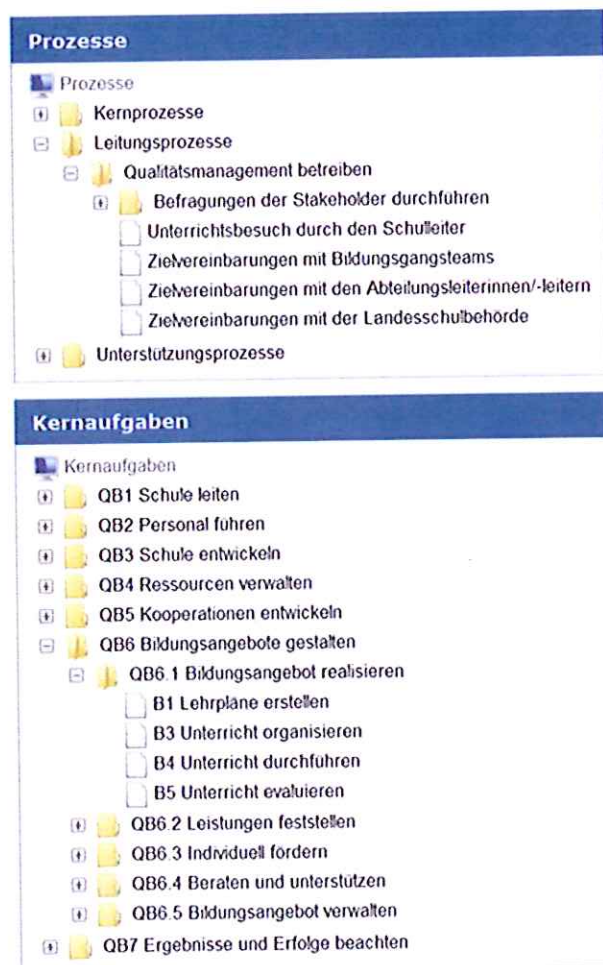 Prozesse
Prozesse
Kernprozesse
Leitungsprozesse
Qualitätsmanagement betreiben
Befragungen der Stakeholder durchführen
Unterrichtsbesuch durch den Schulleiter
Zielvereinbarungen mit Bildungsgangsteams
Zielvereinbarungen mit den Abteilungsleiterinnen/-leitern
Zielvereinbarungen mit der Landesschulbehörde
Unterstützungsprozesse
Kernaufgaben
Kernaufgaben
QB1 Schule leiten
QB2 Personal führen
QB3 Schule entwickeln
QB4 Ressourcen verwalten
QB5 Kooperationen entwickeln
QB6 Bildungsangebote gestalten
QB6.1 Bildungsangebot realisieren
B1 Lehrpläne erstellen
B3 Unterricht organisieren
B4 Unterricht durchführen
B5 Unterricht evaluieren
QB6.2 Leistungen feststellen
QB6.3 Individuell fördern
QB6.4 Beraten und unterstützen
QB6.5 Bildungsangebot verwalten
QB7 Ergebnisse und Erfolge beachten